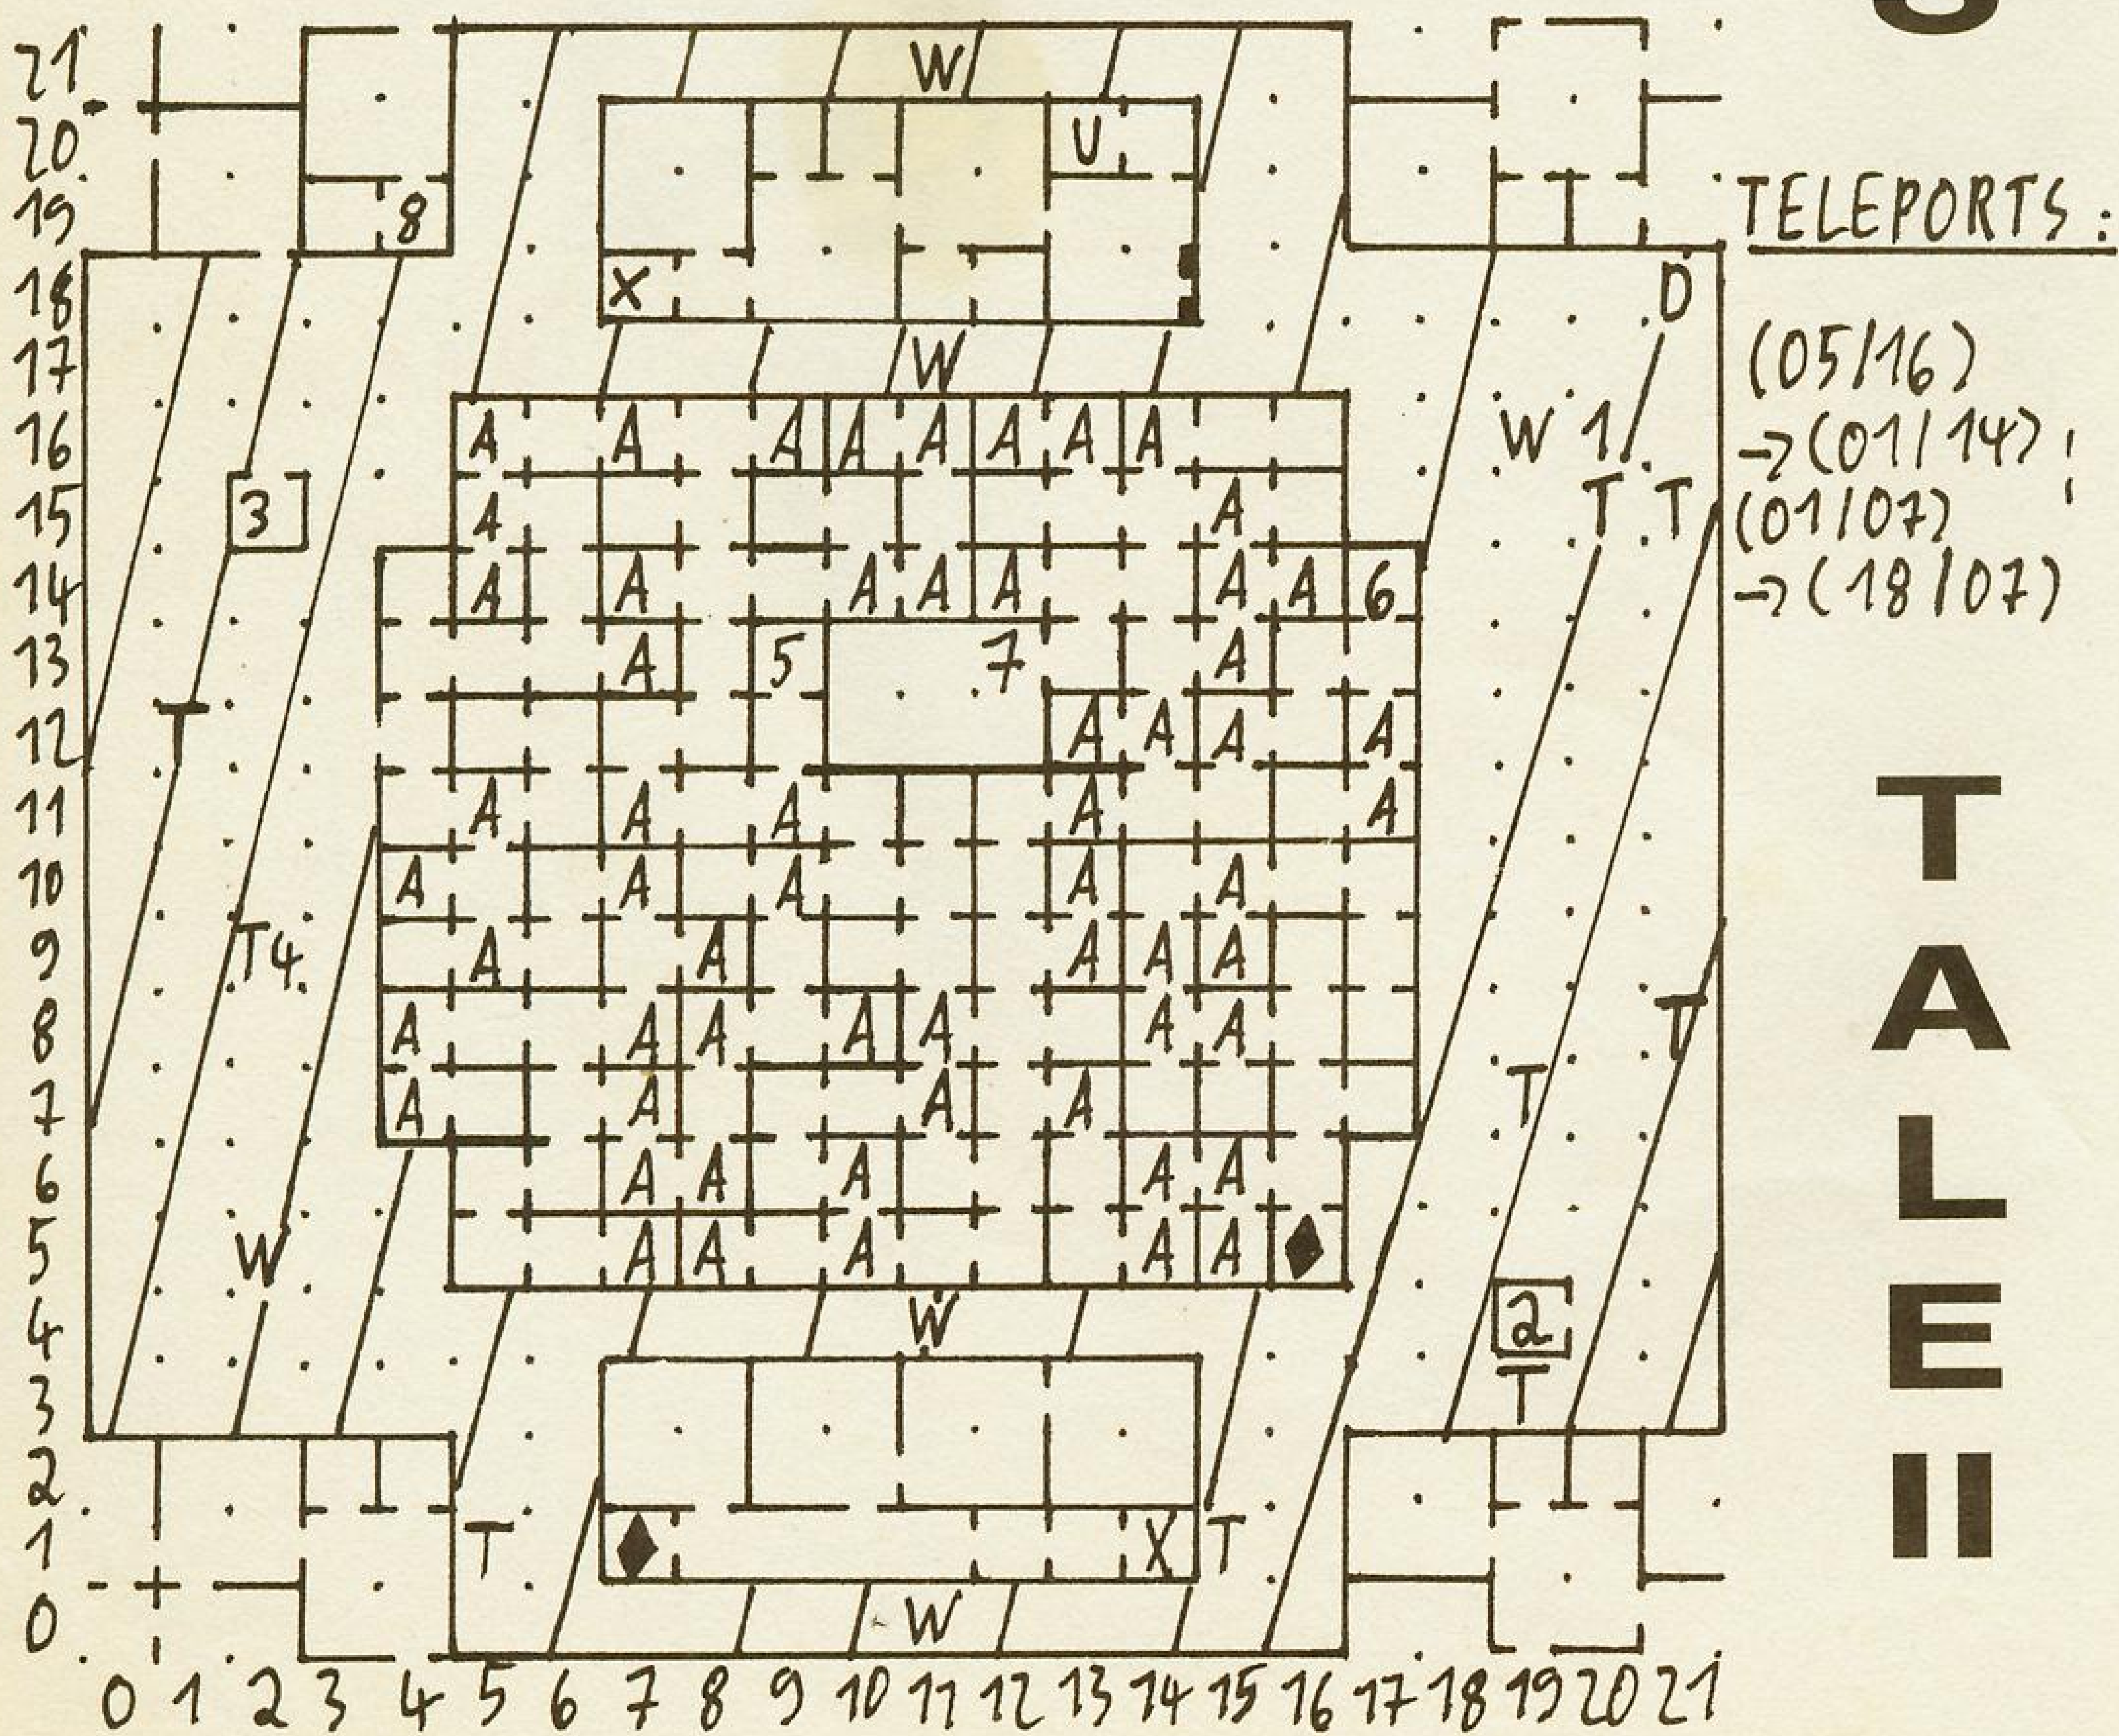 21 W
20 U
19 8
18 X D
17 W
16 A A A A A A A A W 1
15 3 A A T T
14 A A A A A A A 6
13 A 5 7 A
12 T A A A A
11 A A A A A
10 A A A A A
9 T4 A A A A A
8 A A A A A A A T
7 A A A A T
6 A A A A A
5 W A A A A A
4 W 2
3 T
2
1 T X T
0 W
0 1 2 3 4 5 6 7 8 9 10 11 12 13 14 15 16 17 18 19 20 21
TELEPORTS :
(05/16)
->(01/14)
(01/07)
->(18/07)
TALE II